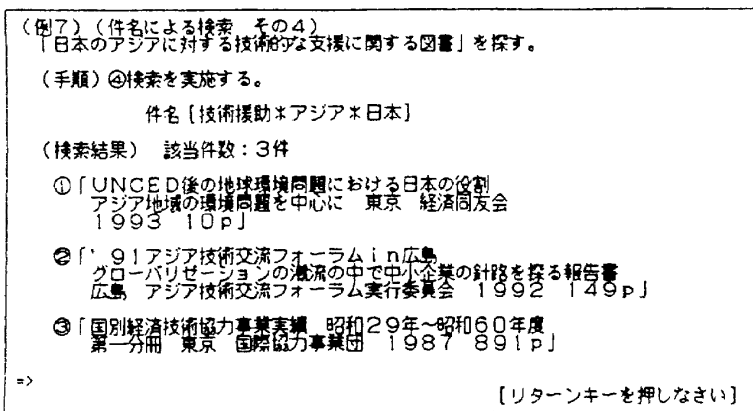 (例7)(件名による検索 その4)
「日本のアジアに対する技術的な支援に関する図書」を探す。
(手順)④検索を実施する。
件名[技術援助*アジア*日本]
(検索結果) 該当件数:3件
①「UNCED後の地球環境問題における日本の役割
アジア地域の環境問題を中心に 東京 経済同友会
1993 10p」
②「'91アジア技術交流フォーラムin広島
グローバリゼーションの潮流の中で中小企業の針路を探る報告書
広島 アジア技術交流フォーラム実行委員会 1992 149p」
③「国別経済技術協力事業実績 昭和29年~昭和60年度
第一分冊 東京 国際協力事業団 1987 891p」
=>
[リターンキーを押しなさい]